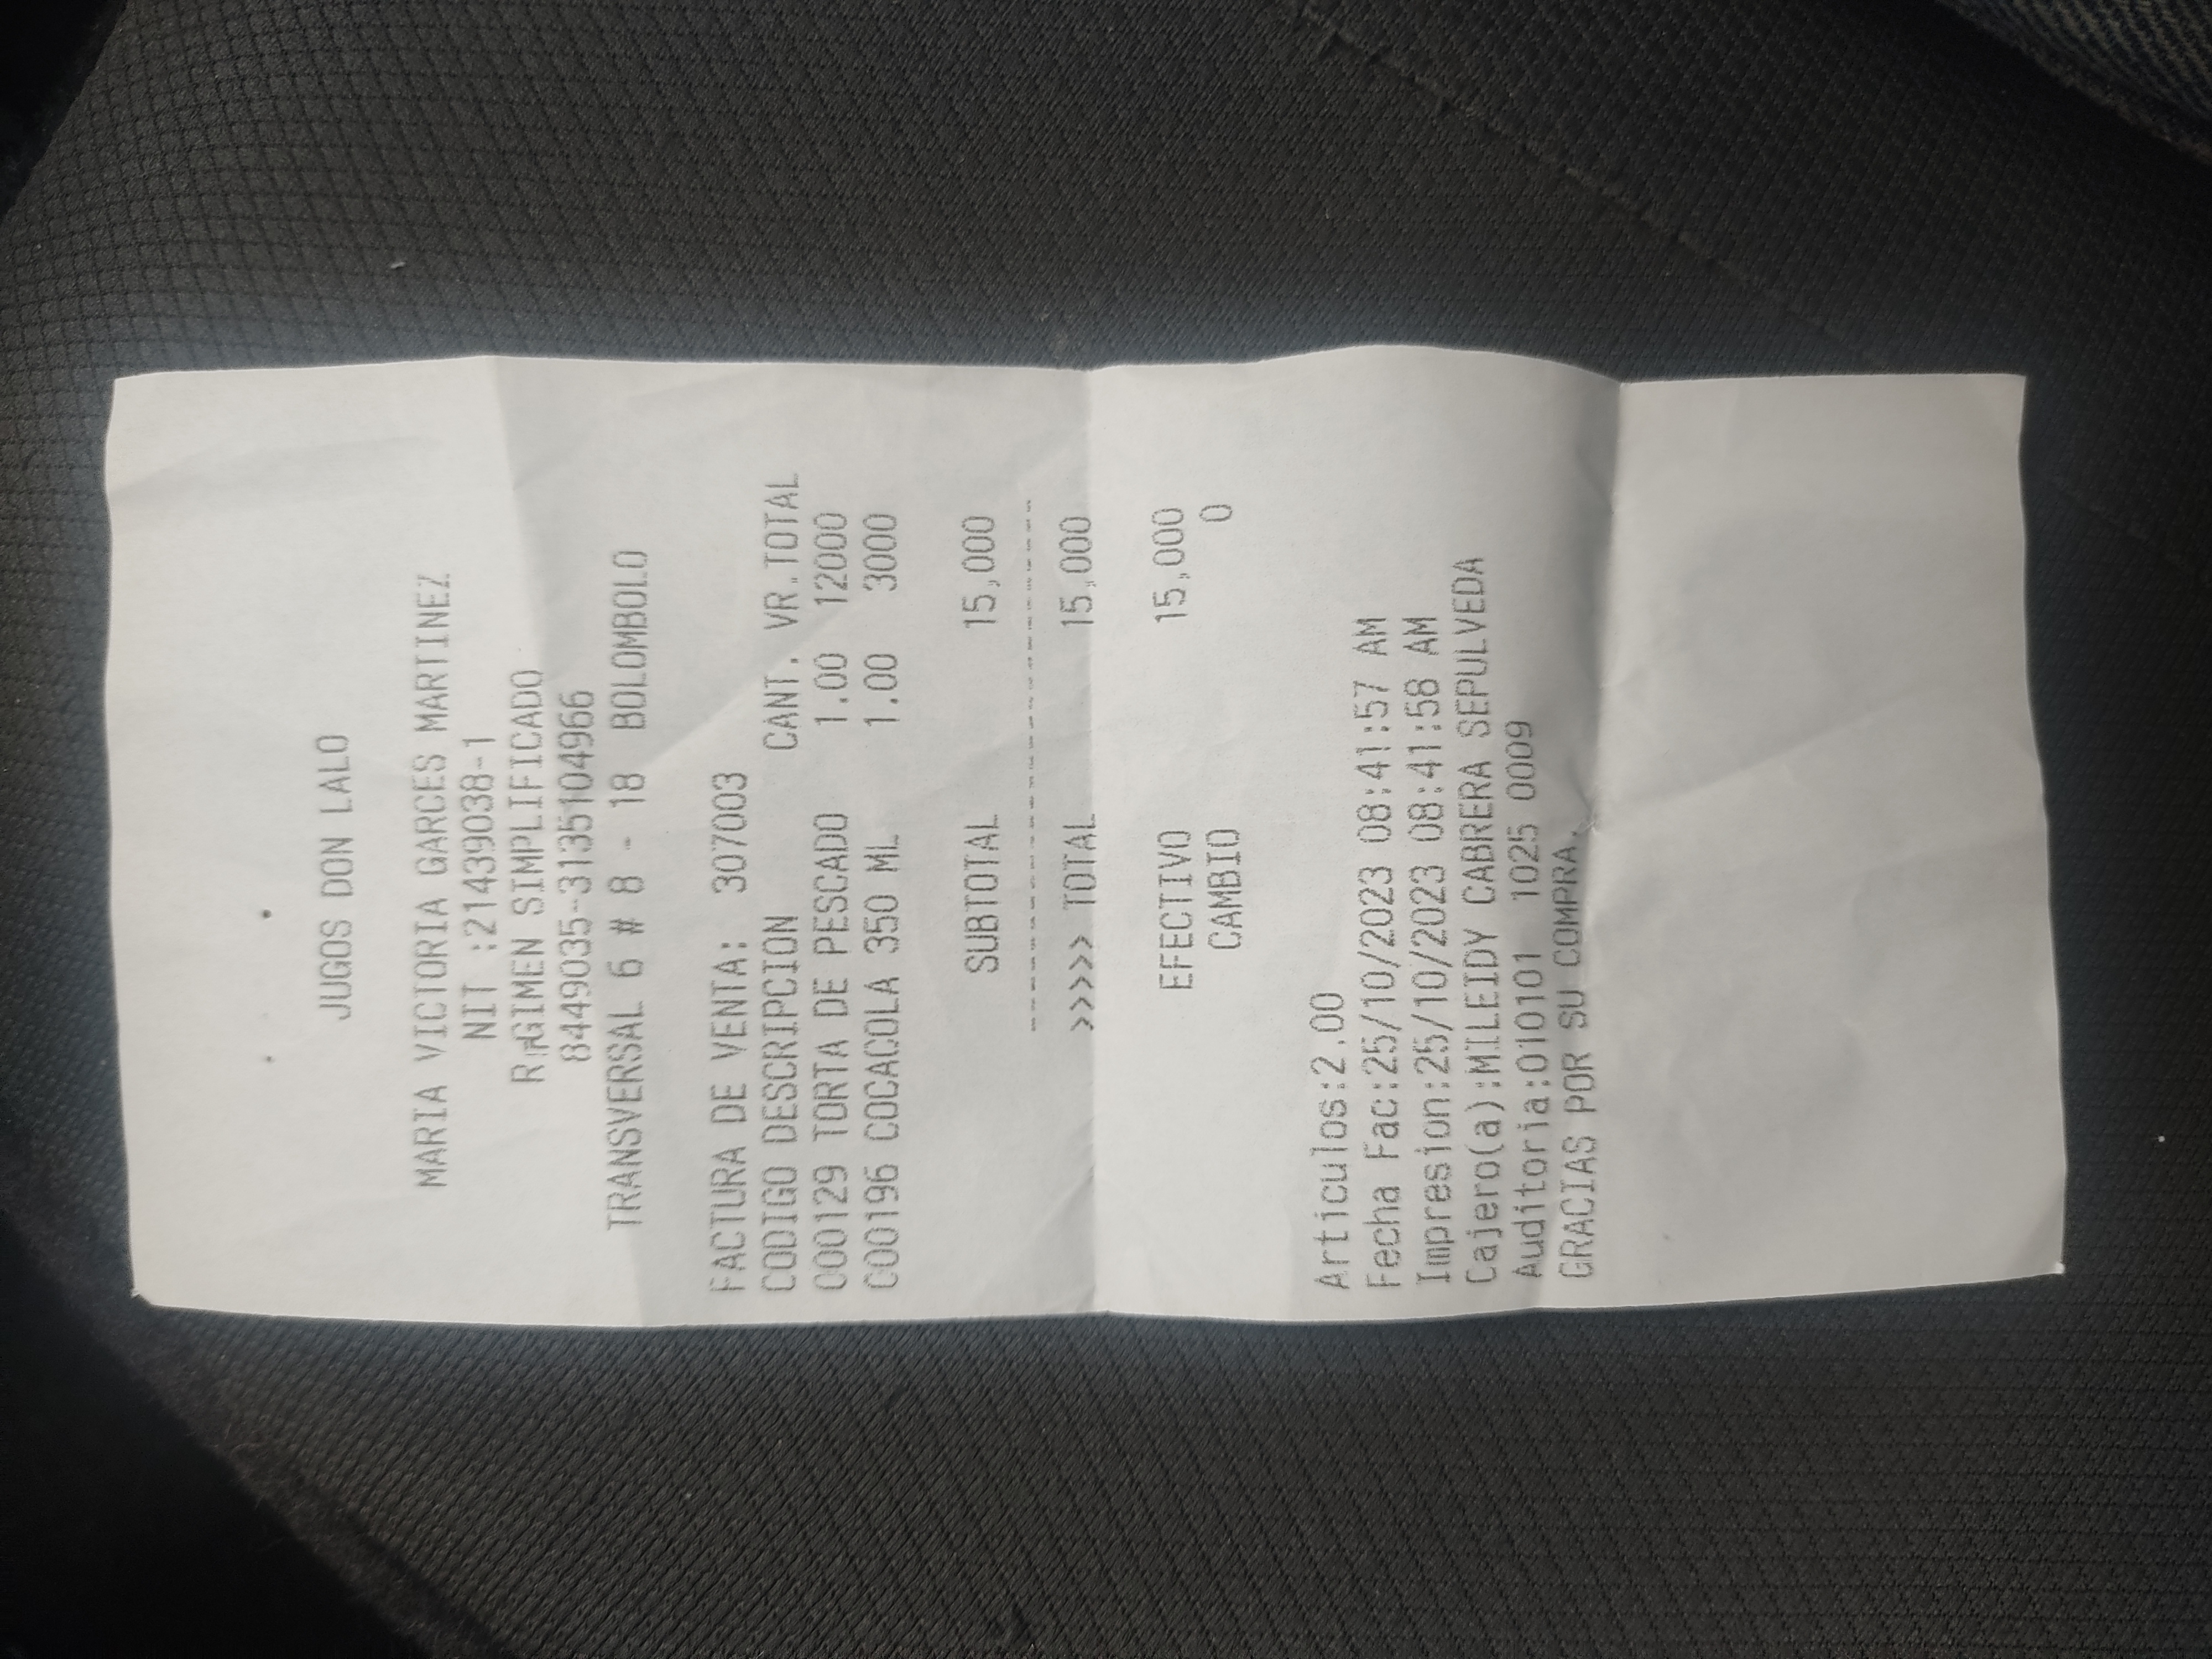 JUGOS DON LALO
MARIA VICTORIA GARCES MARTINEZ
NIT :21439038-1
SIMPLIFICADO
8449035-3135104966
TRANSVERSAL 6 # 8 - 18 BOLOMBOLO
FACTURA DE VENTA: 307003
CODIGO DESCRIPCION CANT. VR.TOTAL
000129 TORTA DE PESCADO 1.00 12000
C00196 COCACOLA 350 ML 1.00 3000
SUBTOTAL 15,000
--------------------------------
>>>>> TOTAL 15,000
EFECTIVO 15,000
CAMBIO 0
Articulos:2.00
Fecha Fac:25/10/2023 08:41:57 AM
Impresion:25/10/2023 08:41:58 AM
Cajero(a):MILEIDY CABRERA SEPULVEDA
Auditoria:010101 1025 0009
GRACIAS POR SU COMPRA.